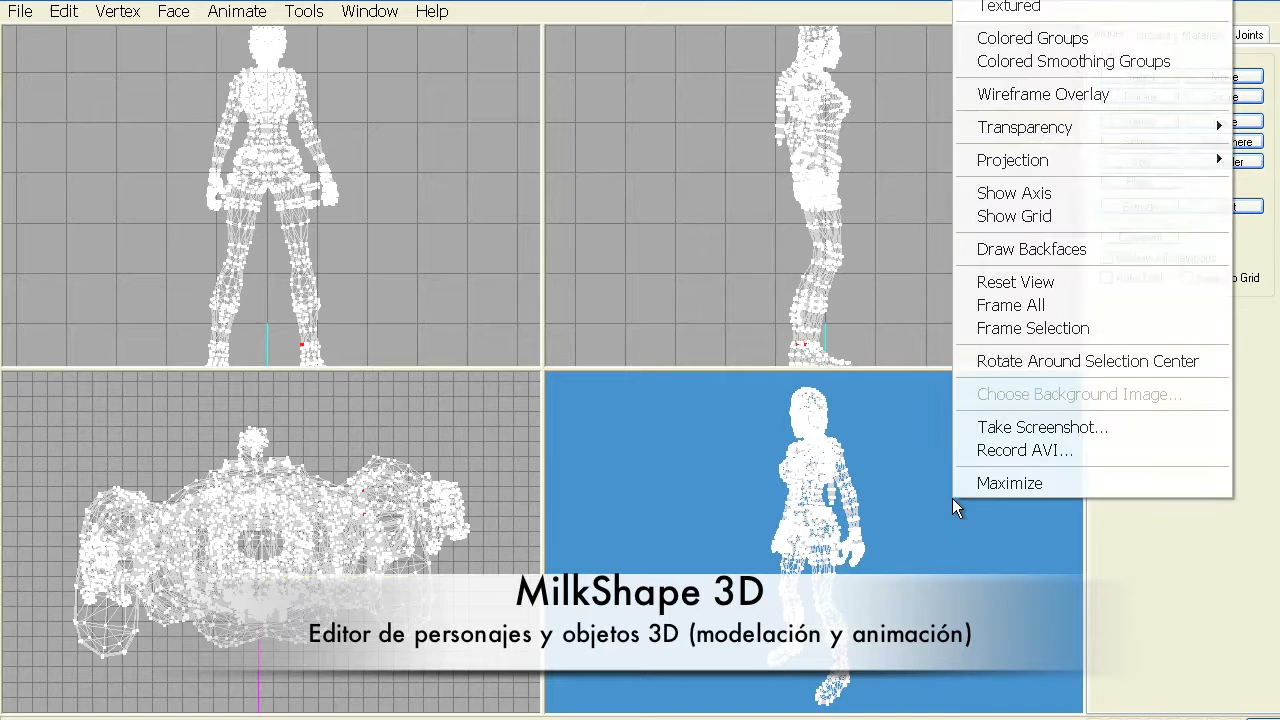 File Edit Vertex Face Animate Tools Window Help
Textured
Colored Groups
Joints
Colored Smoothing Groups
Wireframe Overlay
Transparency
Projection
Show Axis
Show Grid
Draw Backfaces
Reset View
Grid
Frame All
Frame Selection
Rotate Around Selection Center
Choose Background Image...
Take Screenshot...
Record AVI...
Maximize
MilkShape 3D
Editor de personajes y objetos 3D (modelación y animación)